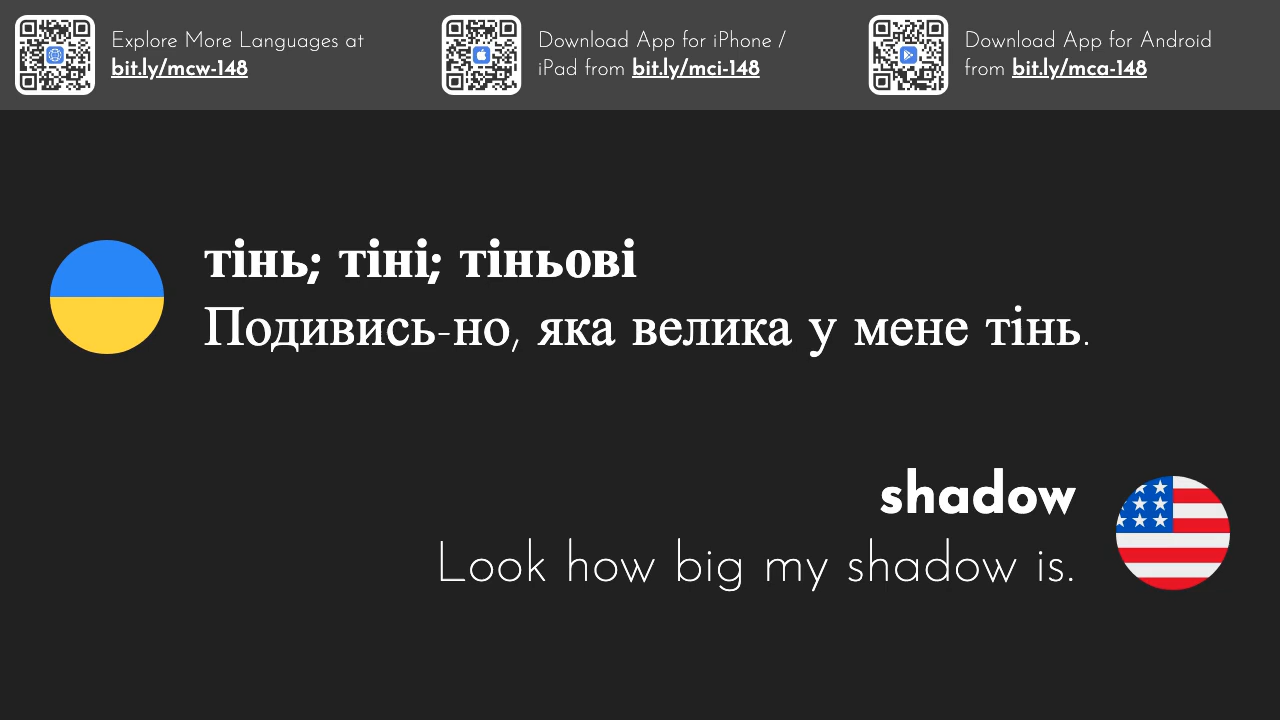 Explore More Languages at
bit.ly/mcw-148
Download App for iPhone /
iPad from bit.ly/mci-148
Download App for Android
from bit.ly/mca-148
тінь; тіні; тіньові
Подивись-но, яка велика у мене тінь.
shadow
Look how big my shadow is.